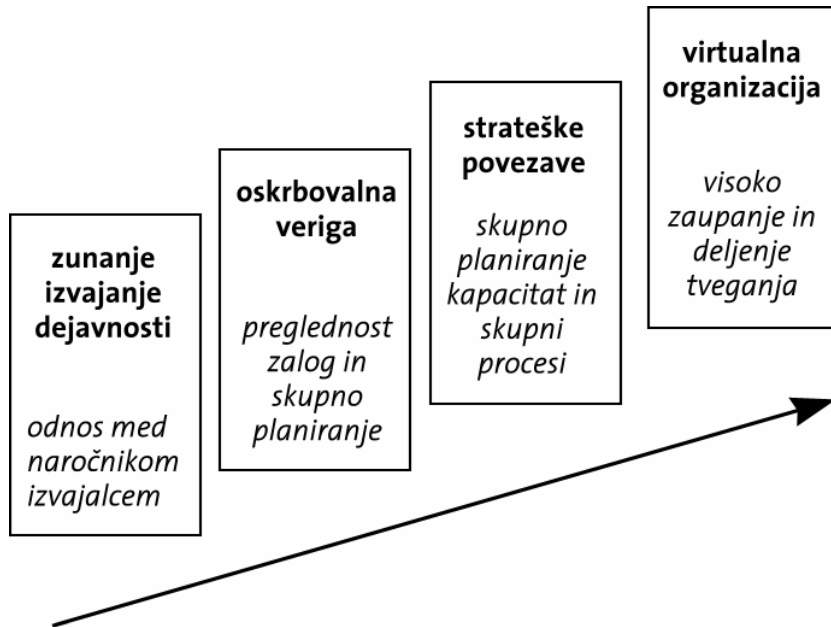 zunanje
izvajanje
dejavnosti
odnos med
naročnikom
izvajalcem
oskrbovalna
veriga
preglednost
zalog in
skupno
planiranje
strateške
povezave
skupno
planiranje
kapacitat in
skupni
procesi
virtualna
organizacija
visoko
zaupanje in
deljenje
tveganja